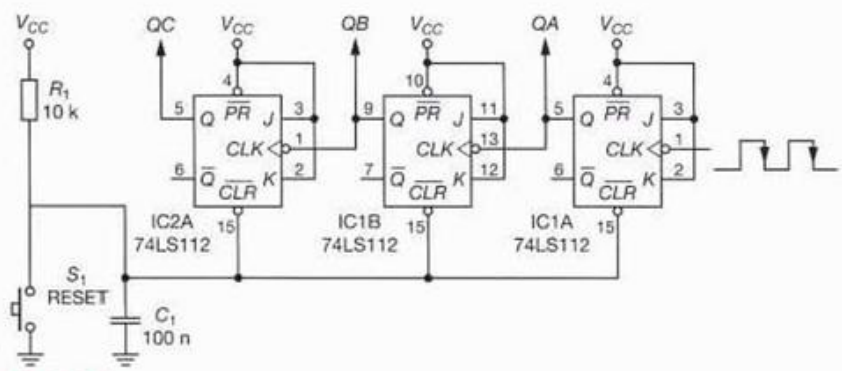 VCC QC VCC QB VCC QA VCC
R1
10 k
4 10 4
5 Q PR J 3 9 Q PR J 11 5 Q PR J 3
CLK 1 CLK 13 CLK 1
6 Q K 2 7 Q K 12 6 Q K 2
CLR CLR CLR
IC2A 15 IC1B 15 IC1A 15
74LS112 74LS112 74LS112
S1
RESET
C1
100 n